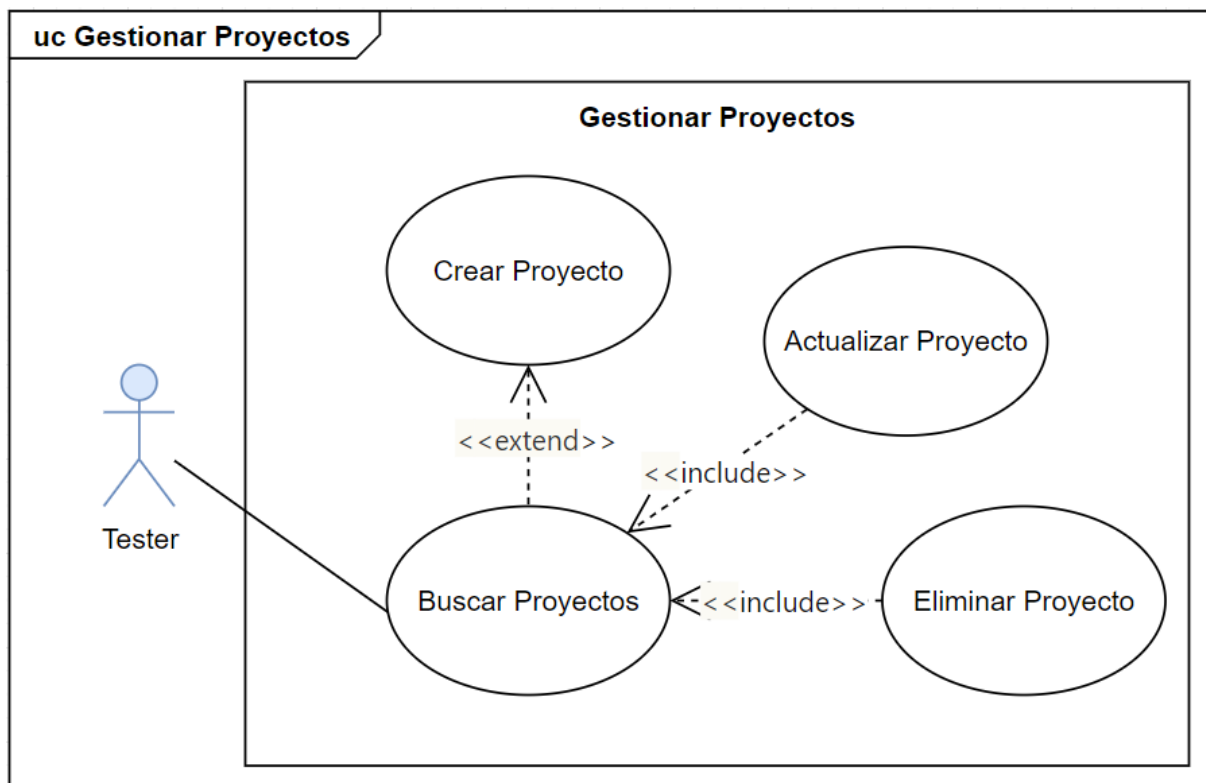 uc Gestionar Proyectos
Gestionar Proyectos
Crear Proyecto
Actualizar Proyecto
<<extend>>
<<include>>
Tester
Buscar Proyectos
<<include>>
Eliminar Proyecto